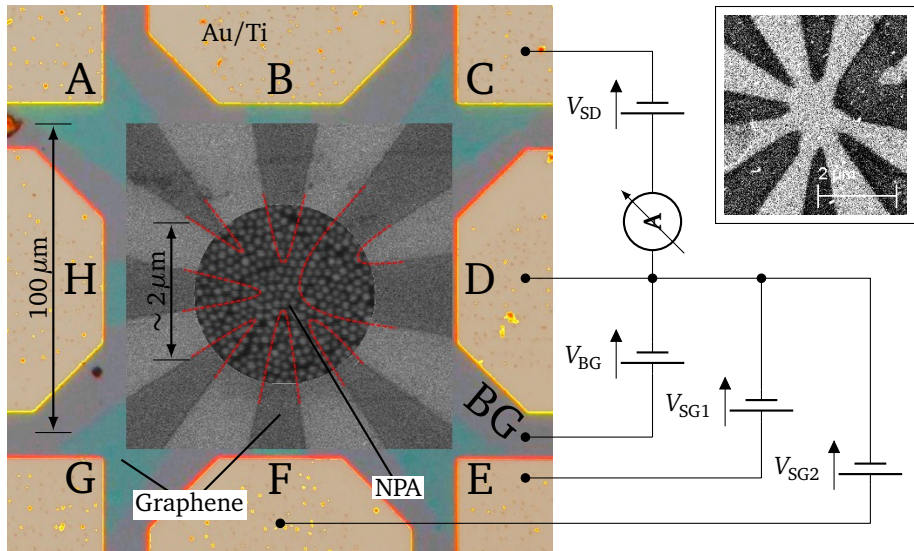 Au/Ti
A
B
C
H
D
G
F
E
BG
100 μm
~ 2 μm
Graphene
NPA
V_SD
A
V_BG
V_SG1
V_SG2
2 μm